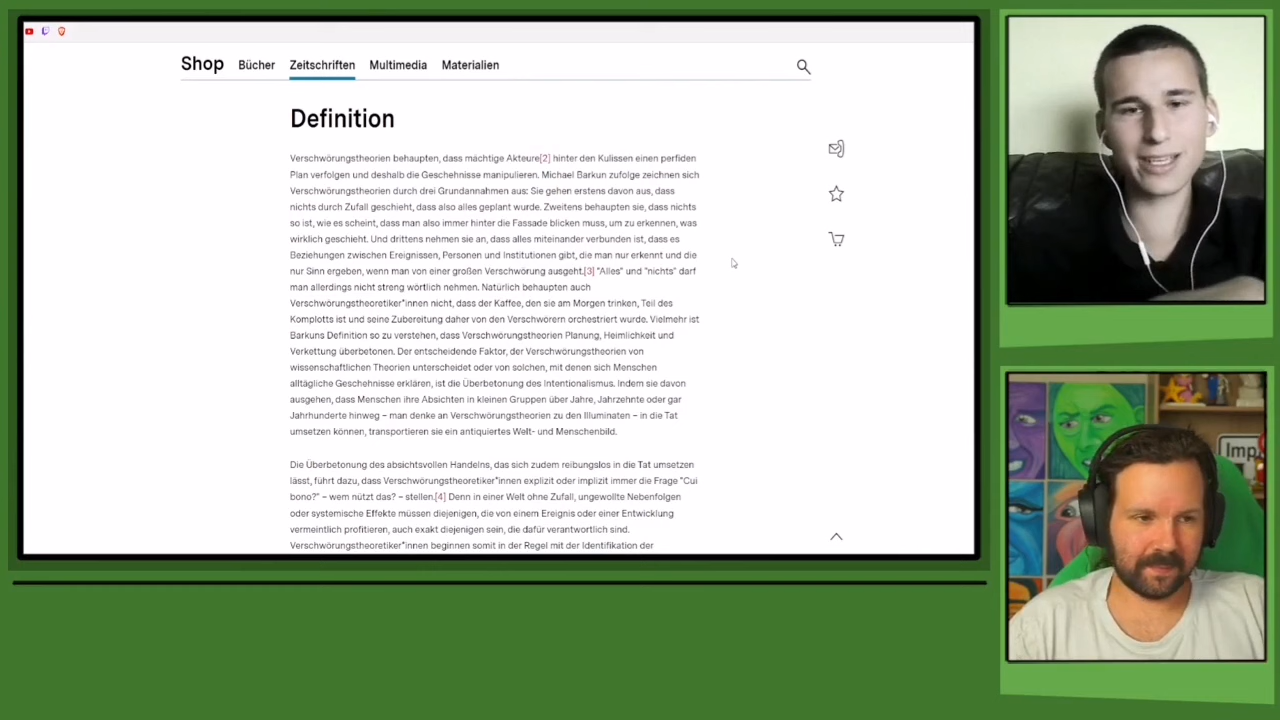 Shop Bücher Zeitschriften Multimedia Materialien
Definition
Verschwörungstheorien behaupten, dass mächtige Akteure[2] hinter den Kulissen einen perfiden
Plan verfolgen und deshalb die Geschehnisse manipulieren. Michael Barkun zufolge zeichnen sich
Verschwörungstheorien durch drei Grundannahmen aus: Sie gehen erstens davon aus, dass
nichts durch Zufall geschieht, dass also alles geplant wurde. Zweitens behaupten sie, dass nichts
so ist, wie es scheint, dass man also immer hinter die Fassade blicken muss, um zu erkennen, was
wirklich geschieht. Und drittens nehmen sie an, dass alles miteinander verbunden ist, dass es
Beziehungen zwischen Ereignissen, Personen und Institutionen gibt, die man nur erkennt und die
nur Sinn ergeben, wenn man von einer großen Verschwörung ausgeht.[3] "Alles" und "nichts" darf
man allerdings nicht streng wörtlich nehmen. Natürlich behaupten auch
Verschwörungstheoretiker*innen nicht, dass der Kaffee, den sie am Morgen trinken, Teil des
Komplotts ist und seine Zubereitung daher von den Verschwörern orchestriert wurde. Vielmehr ist
Barkuns Definition so zu verstehen, dass Verschwörungstheorien Planung, Heimlichkeit und
Verkettung überbetonen. Der entscheidende Faktor, der Verschwörungstheorien von
wissenschaftlichen Theorien unterscheidet oder von solchen, mit denen sich Menschen
alltägliche Geschehnisse erklären, ist die Überbetonung des Intentionalismus. Indem sie davon
ausgehen, dass Menschen ihre Absichten in kleinen Gruppen über Jahre, Jahrzehnte oder gar
Jahrhunderte hinweg – man denke an Verschwörungstheorien zu den Illuminaten – in die Tat
umsetzen können, transportieren sie ein antiquiertes Welt- und Menschenbild.
Die Überbetonung des absichtsvollen Handelns, das sich zudem reibungslos in die Tat umsetzen
lässt, führt dazu, dass Verschwörungstheoretiker*innen explizit oder implizit immer die Frage "Cui
bono?" – wem nützt das? – stellen.[4] Denn in einer Welt ohne Zufall, ungewollte Nebenfolgen
oder systemische Effekte müssen diejenigen, die von einem Ereignis oder einer Entwicklung
vermeintlich profitieren, auch exakt diejenigen sein, die dafür verantwortlich sind.
Verschwörungstheoretiker*innen beginnen somit in der Regel mit der Identifikation der
Imp